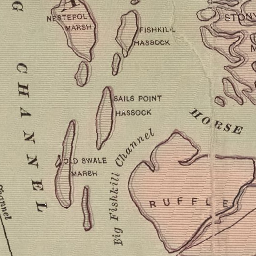 NESTEPOL
MARSH
FISHKILL
HASSOCK
STONY
SAILS POINT
HASSOCK
HORSE
CHANNEL
OLD SWALE
MARSH
Big Fishkill Channel
RUFFLE
Channel